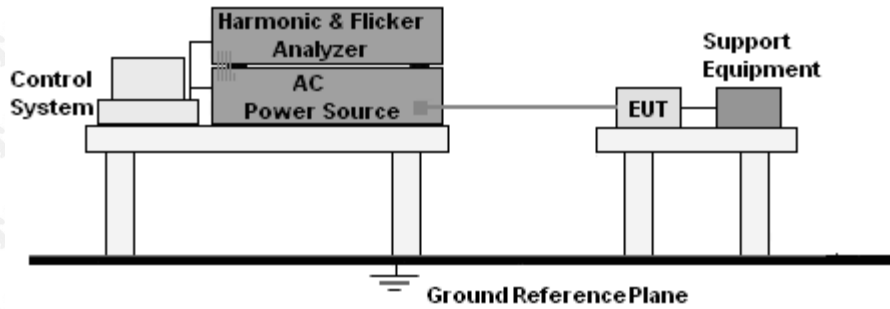 Harmonic & Flicker
Analyzer
Control
System
AC
Power Source
EUT
Support
Equipment
Ground Reference Plane